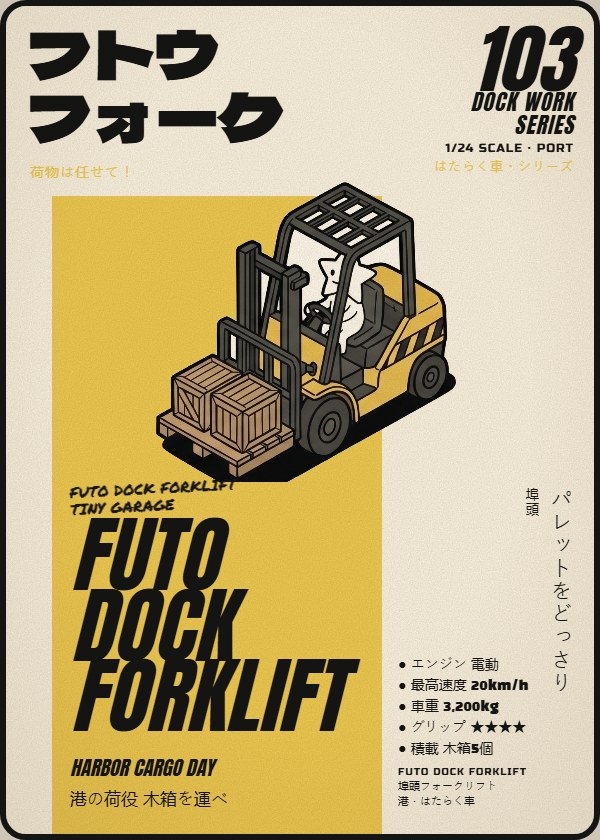 フトウ
フォーク
荷物は任せて！
103
DOCK WORK
SERIES
1/24 SCALE · PORT
はたらく車・シリーズ
FUTO DOCK FORKLIFT
TINY GARAGE
FUTO
DOCK
FORKLIFT
HARBOR CARGO DAY
港の荷役 木箱を運べ
パレットをどっさり
埠頭
● エンジン 電動
● 最高速度 20km/h
● 車重 3,200kg
● グリップ ★★★★
● 積載 木箱5個
FUTO DOCK FORKLIFT
埠頭フォークリフト
港・はたらく車